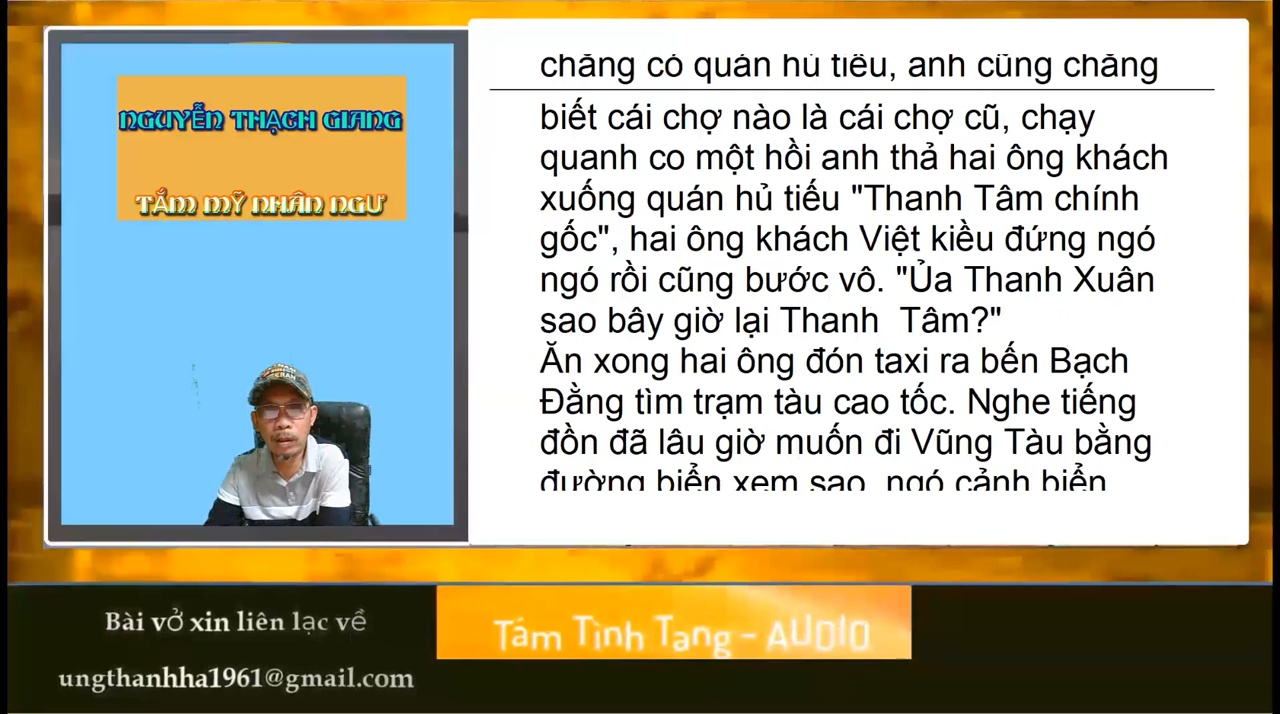 NGUYỄN THẠCH GIANG
TẮM MỸ NHÂN NGƯ
chẳng có quán hủ tiếu, anh cũng chẳng
biết cái chợ nào là cái chợ cũ, chạy
quanh co một hồi anh thả hai ông khách
xuống quán hủ tiếu "Thanh Tâm chính
gốc", hai ông khách Việt kiều đứng ngó
ngó rồi cũng bước vô. "Ủa Thanh Xuân
sao bây giờ lại Thanh  Tâm?"
Ăn xong hai ông đón taxi ra bến Bạch
Đằng tìm trạm tàu cao tốc. Nghe tiếng
đồn đã lâu giờ muốn đi Vũng Tàu bằng
đường biển xem sao, ngó cảnh biển
Bài vở xin liên lạc về
ungthanhha1961@gmail.com
Tám Tình Tang - AUDIO